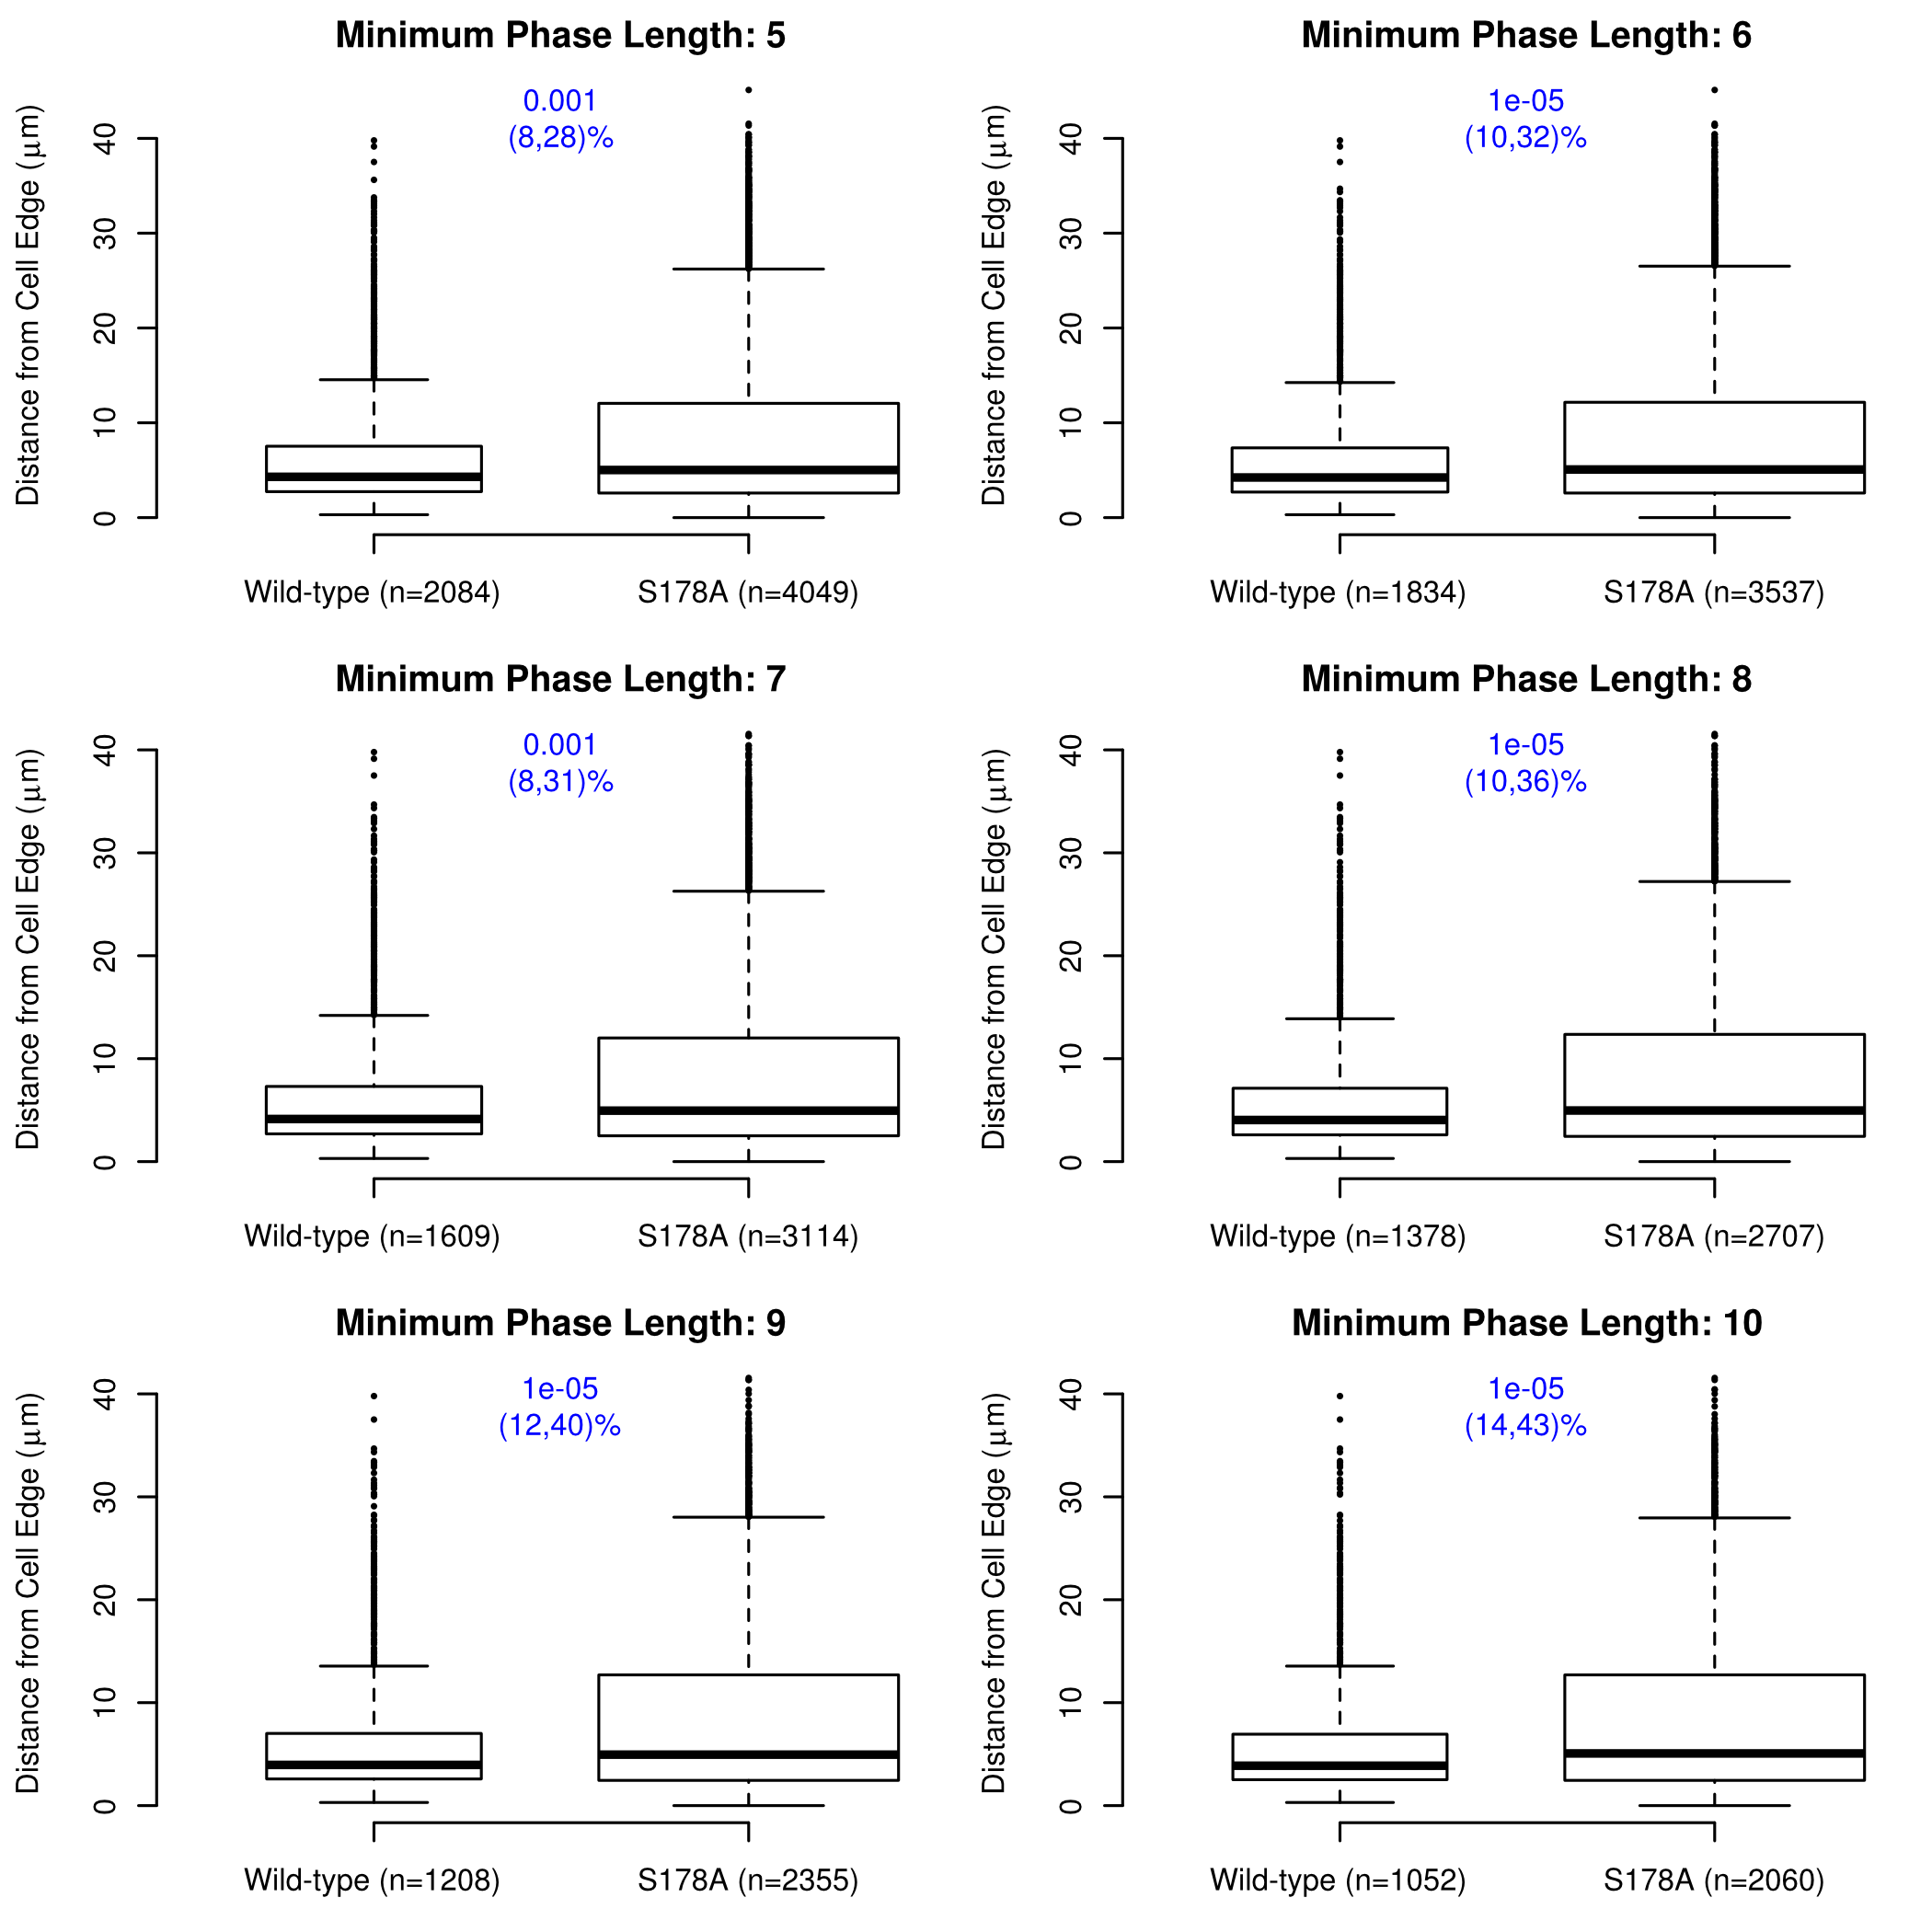 Minimum Phase Length: 5
0.001
(8,28)%
Distance from Cell Edge (μm)
40
30
20
10
0
Wild-type (n=2084)
S178A (n=4049)
Minimum Phase Length: 6
1e-05
(10,32)%
Distance from Cell Edge (μm)
40
30
20
10
0
Wild-type (n=1834)
S178A (n=3537)
Minimum Phase Length: 7
0.001
(8,31)%
Distance from Cell Edge (μm)
40
30
20
10
0
Wild-type (n=1609)
S178A (n=3114)
Minimum Phase Length: 8
1e-05
(10,36)%
Distance from Cell Edge (μm)
40
30
20
10
0
Wild-type (n=1378)
S178A (n=2707)
Minimum Phase Length: 9
1e-05
(12,40)%
Distance from Cell Edge (μm)
40
30
20
10
0
Wild-type (n=1208)
S178A (n=2355)
Minimum Phase Length: 10
1e-05
(14,43)%
Distance from Cell Edge (μm)
40
30
20
10
0
Wild-type (n=1052)
S178A (n=2060)